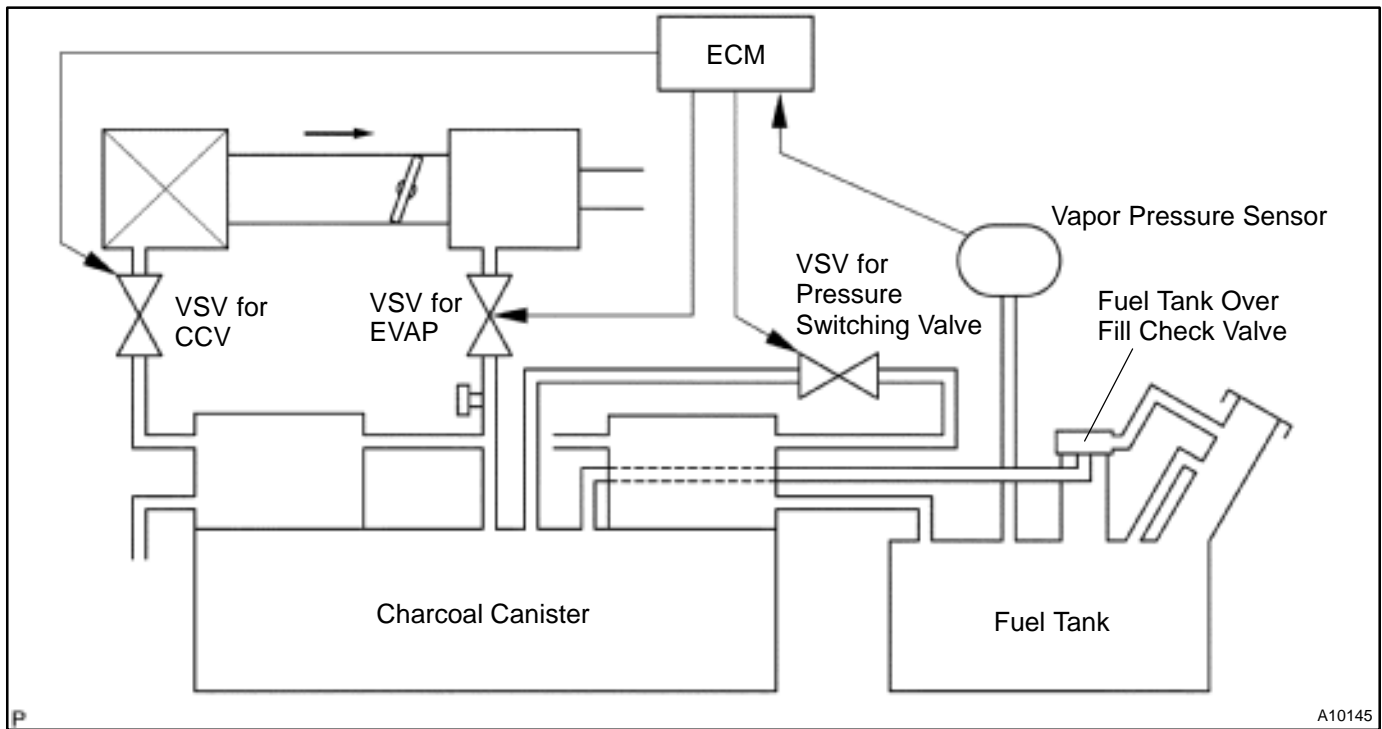 ECM
Vapor Pressure Sensor
VSV for
CCV
VSV for
EVAP
VSV for
Pressure
Switching Valve
Fuel Tank Over
Fill Check Valve
Charcoal Canister
Fuel Tank
P
A10145